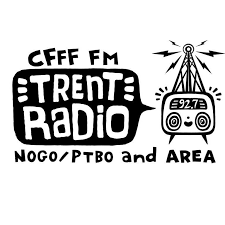 CFFF FM
TRENT
RADIO
92.7
NOGO/PTBO and AREA